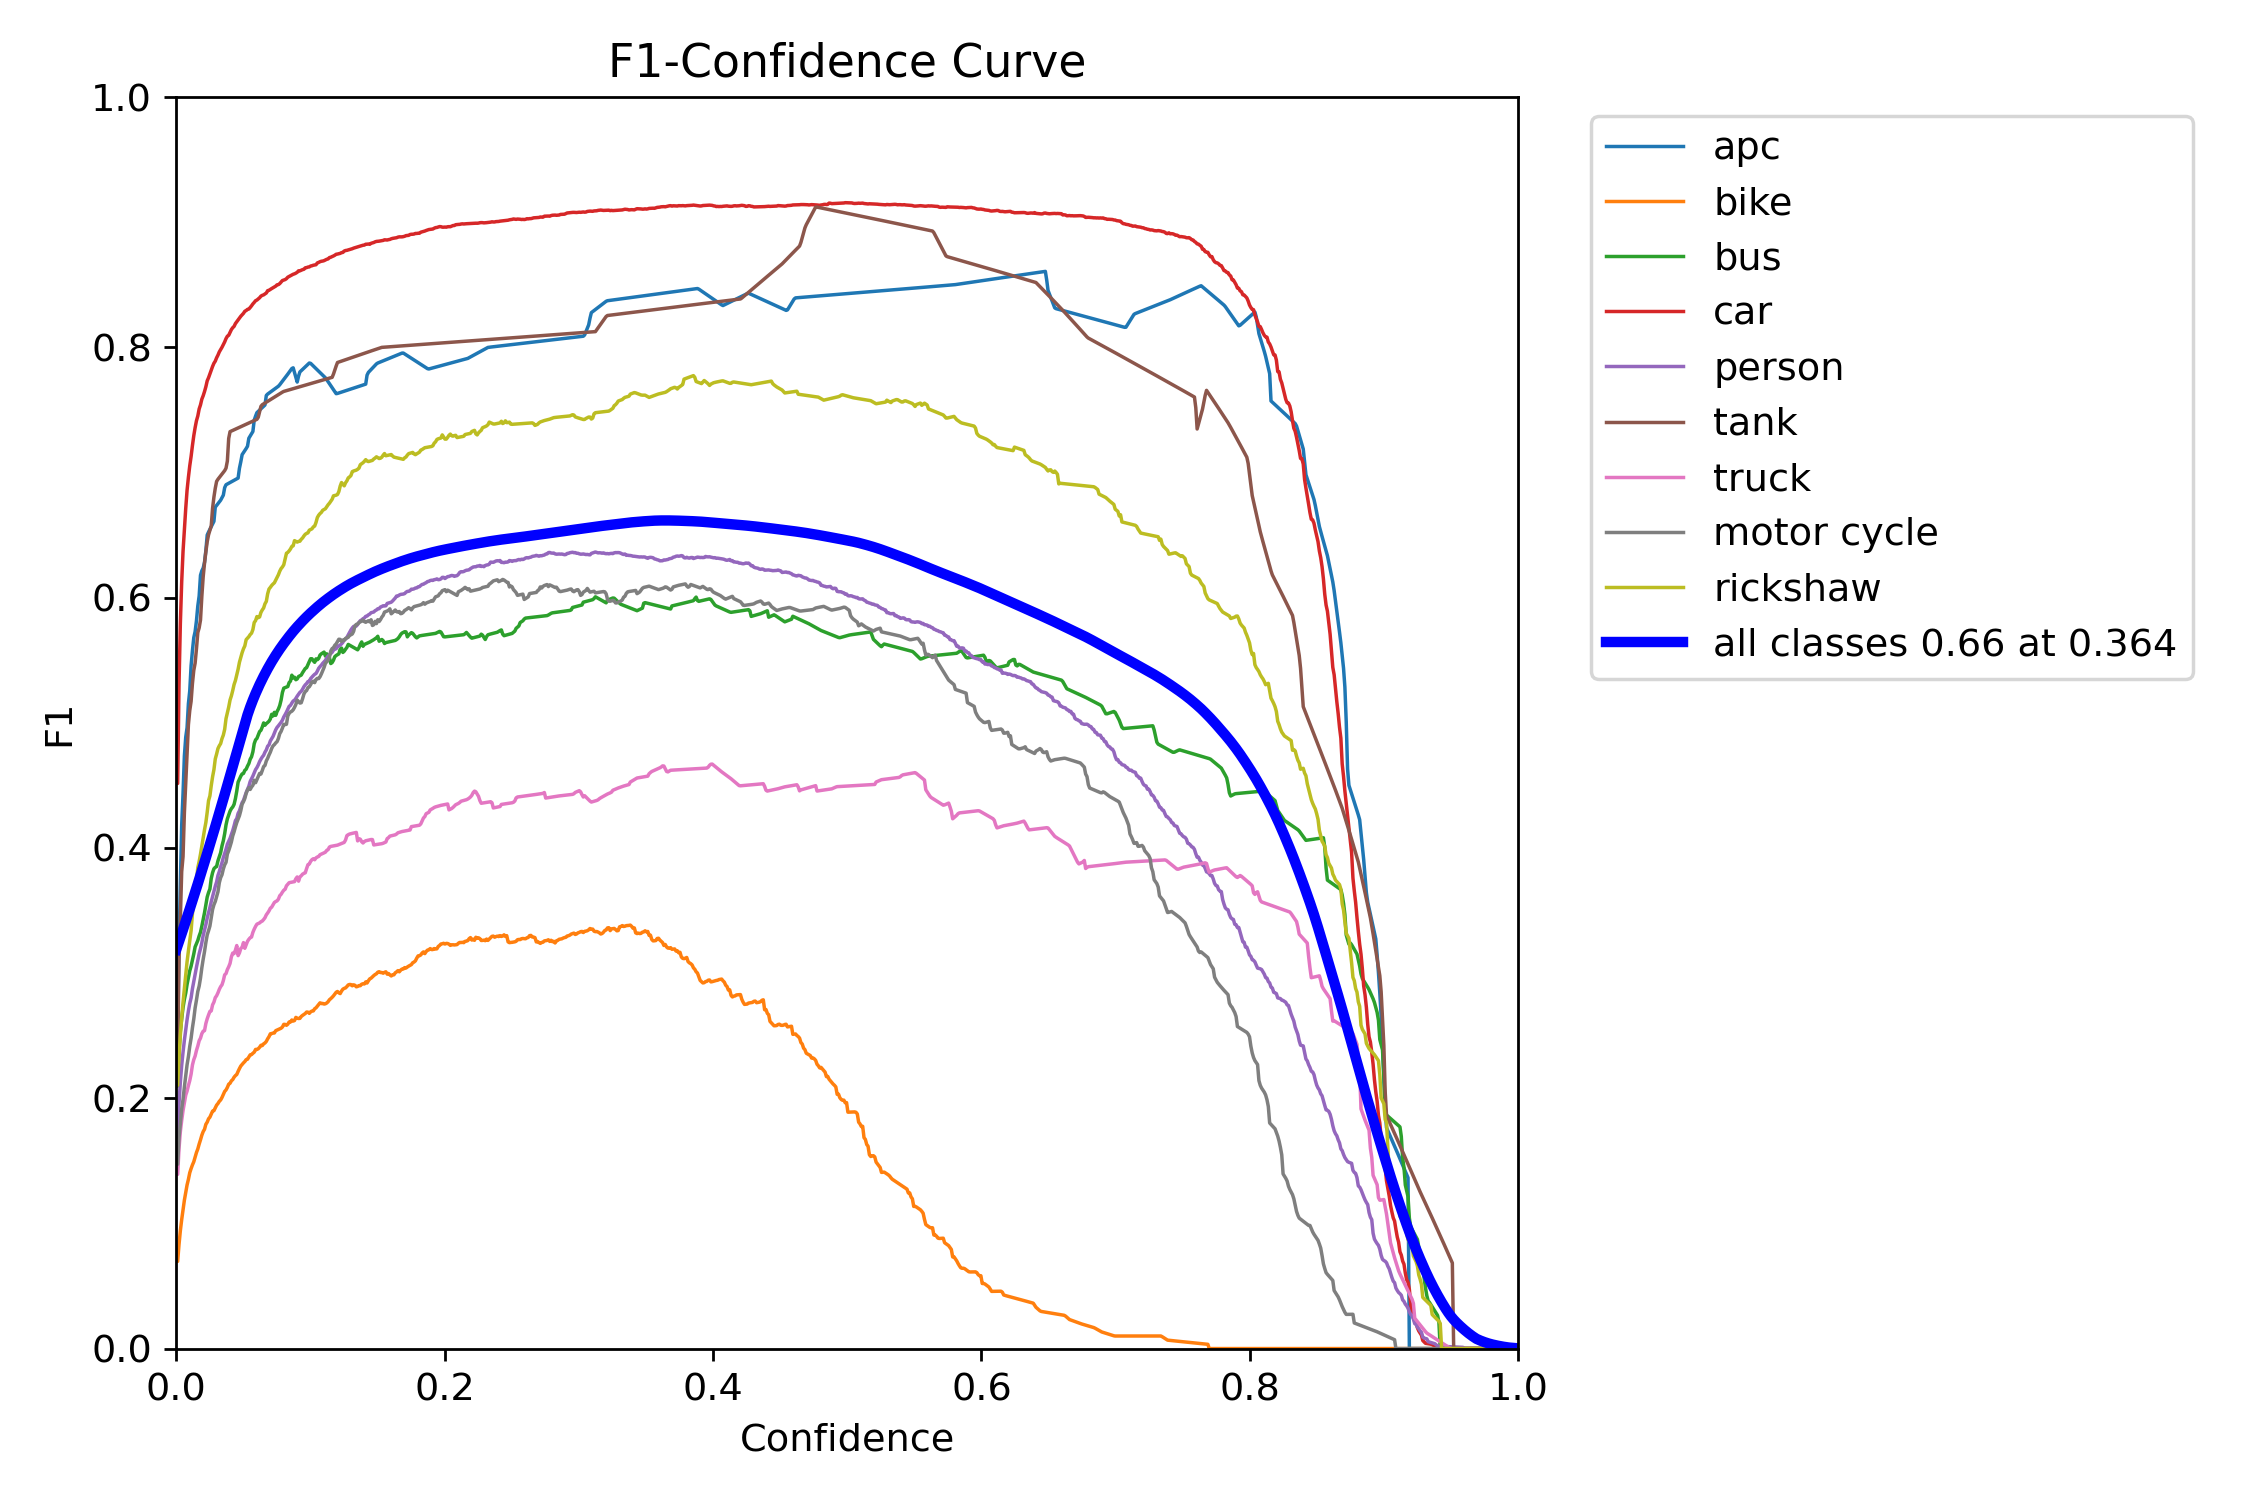 F1-Confidence Curve
1.0
0.8
0.6
0.4
0.2
0.0
F1
0.0 0.2 0.4 0.6 0.8 1.0
Confidence
apc
bike
bus
car
person
tank
truck
motor cycle
rickshaw
all classes 0.66 at 0.364